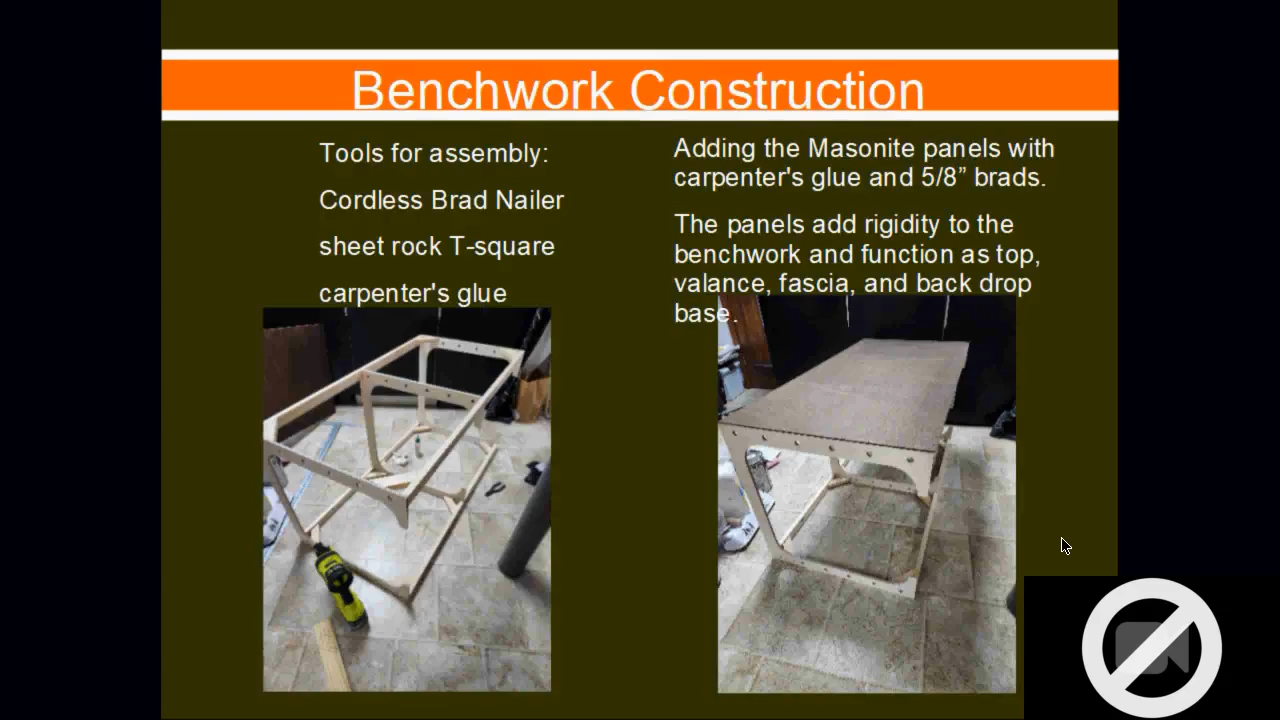 Benchwork Construction
Tools for assembly:
Cordless Brad Nailer
sheet rock T-square
carpenter's glue
Adding the Masonite panels with
carpenter's glue and 5/8” brads.
The panels add rigidity to the
benchwork and function as top,
valance, fascia, and back drop
base.